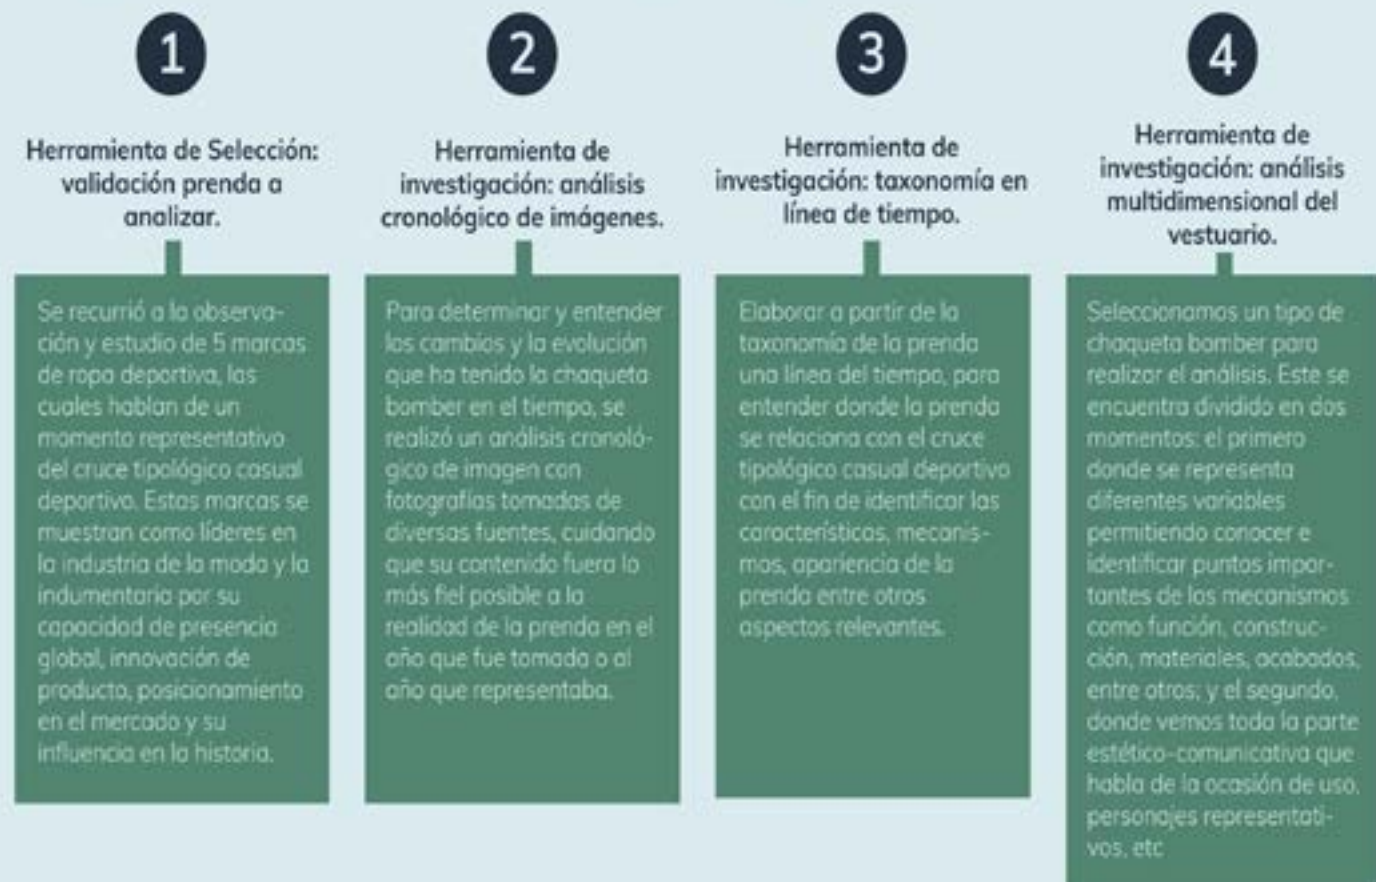 1
Herramienta de Selección:
validación prenda a
analizar.
Se recurrió a la observa-
ción y estudio de 5 marcas
de ropa deportiva, las
cuales hablan de un
momento representativo
del cruce tipológico casual
deportivo. Estas marcas se
muestran como líderes en
la industria de la moda y la
indumentaria por su
capacidad de presencia
global, innovación de
producto, posicionamiento
en el mercado y su
influencia en la historia.
2
Herramienta de
investigación: análisis
cronológico de imágenes.
Para determinar y entender
los cambios y la evolución
que ha tenido la chaqueta
bomber en el tiempo, se
realizó un análisis cronoló-
gico de imagen con
fotografías tomadas de
diversas fuentes, cuidando
que su contenido fuera lo
más fiel posible a la
realidad de la prenda en el
año que fue tomada o al
año que representaba.
3
Herramienta de
investigación: taxonomía en
línea de tiempo.
Elaborar a partir de la
taxonomía de la prenda
una línea del tiempo, para
entender donde la prenda
se relaciona con el cruce
tipológico casual deportivo
con el fin de identificar las
características, mecanis-
mos, apariencia de la
prenda entre otros
aspectos relevantes.
4
Herramienta de
investigación: análisis
multidimensional del
vestuario.
Seleccionamos un tipo de
chaqueta bomber para
realizar el análisis. Este se
encuentra dividido en dos
momentos: el primero
donde se representa
diferentes variables
permitiendo conocer e
identificar puntos impor-
tantes de los mecanismos
como función, construc-
ción, materiales, acabados,
entre otros; y el segundo,
donde vemos toda la parte
estético-comunicativa que
habla de la ocasión de uso,
personajes representati-
vos, etc